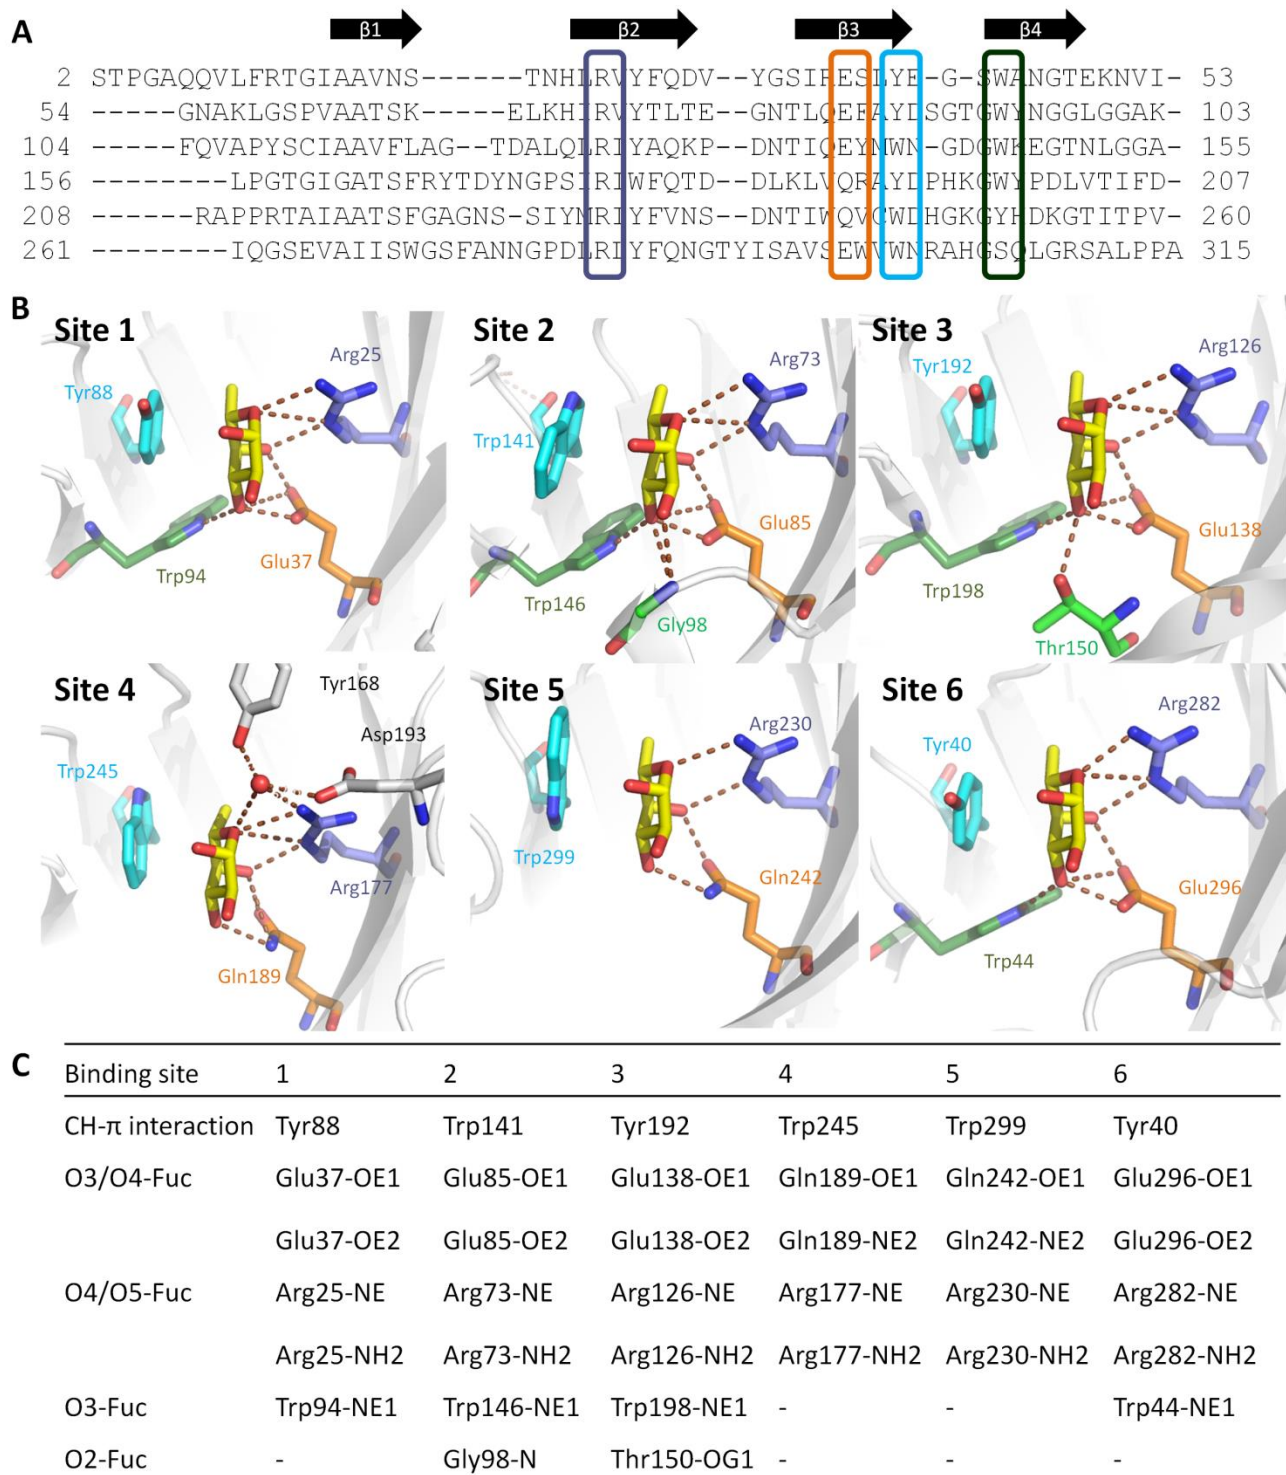 A
β1 β2 β3 β4
2 STPGAQQVLFRTGIAAVNS------TNHLRVYFQDV--YGSIRESLYE-G-SWANGTEKNVI- 53
54 -----GNAKLGSPVAATSK-----ELKHIRVYTLTE--GNTLQEFAYDSGTGWYNGGLGGAK- 103
104 -----FQVAPYSCIAAVFLAG--TDALQLRIYAQKP--DNTIQEYMWN-GDGWKEGTNLGGA- 155
156 --------LPGTGIGATSFRYTDYNGPSIRIWFQTD--DLKLVQRAYDPHKGWYPDLVTIFD- 207
208 ------RAPPRTAIAATSFGAGNS-SIYMRIYFVNS--DNTIWQVCWDHGKGYHDKGTITPV- 260
261 --------IQGSEVAIISWGSFANNGPDLRLYFQNGTYISAVSEWVWNRAHGSQLGRSALPPA 315
B
Site 1 Site 2 Site 3
Arg25 Arg73 Arg126
Tyr88 Trp141 Tyr192
Glu37 Glu85 Glu138
Trp94 Trp146 Trp198
Gly98 Thr150
Site 4 Site 5 Site 6
Tyr168
Asp193 Arg230 Arg282
Trp245 Trp299 Tyr40
Arg177 Gln242 Glu296
Gln189 Trp44
C
Binding site 1 2 3 4 5 6
CH-π interaction Tyr88 Trp141 Tyr192 Trp245 Trp299 Tyr40
O3/O4-Fuc Glu37-OE1 Glu85-OE1 Glu138-OE1 Gln189-OE1 Gln242-OE1 Glu296-OE1
Glu37-OE2 Glu85-OE2 Glu138-OE2 Gln189-NE2 Gln242-NE2 Glu296-OE2
O4/O5-Fuc Arg25-NE Arg73-NE Arg126-NE Arg177-NE Arg230-NE Arg282-NE
Arg25-NH2 Arg73-NH2 Arg126-NH2 Arg177-NH2 Arg230-NH2 Arg282-NH2
O3-Fuc Trp94-NE1 Trp146-NE1 Trp198-NE1 - - Trp44-NE1
O2-Fuc - Gly98-N Thr150-OG1 - - -